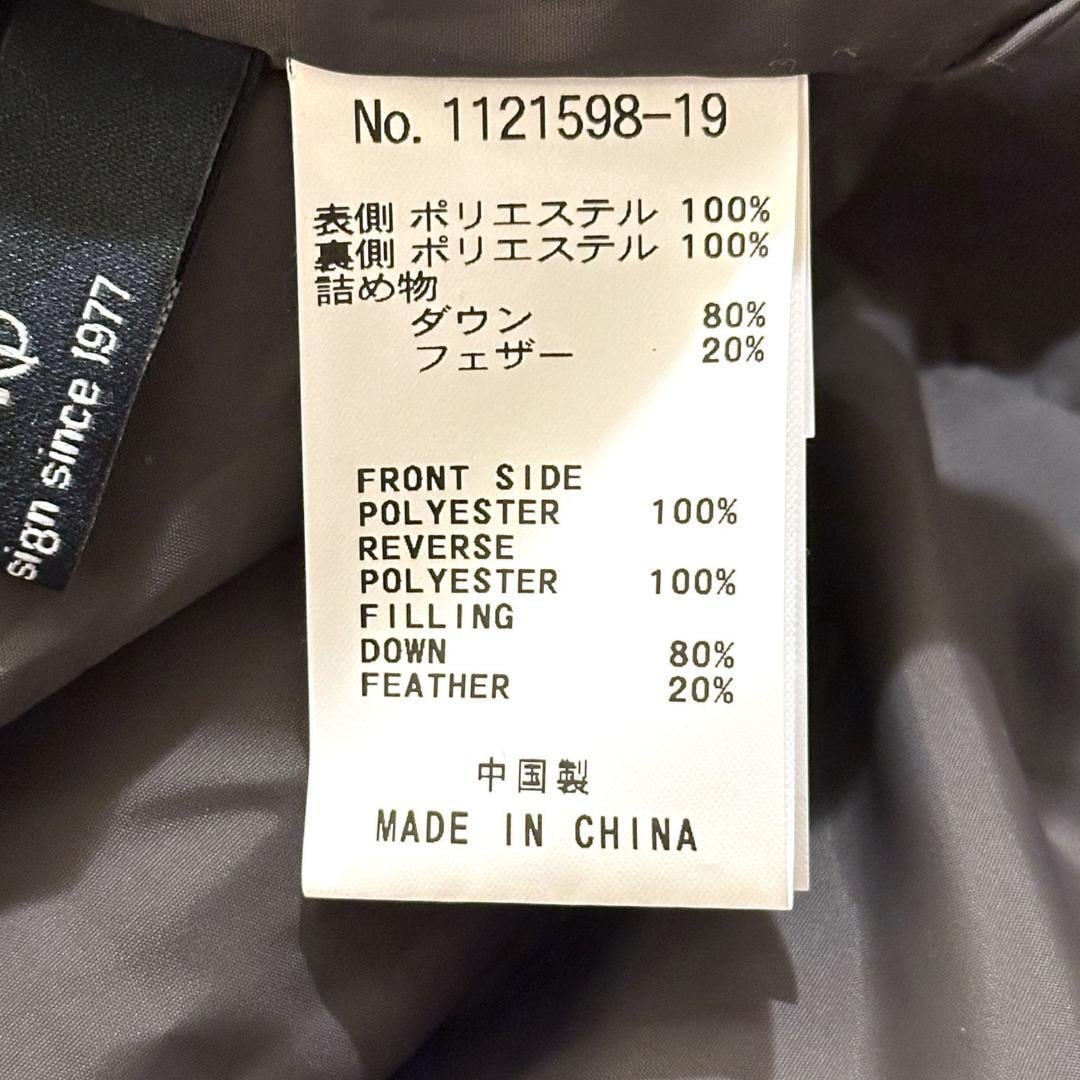 No. 1121598-19
表側 ポリエステル 100%
裏側 ポリエステル 100%
詰め物
ダウン 80%
フェザー 20%
FRONT SIDE
POLYESTER 100%
REVERSE
POLYESTER 100%
FILLING
DOWN 80%
FEATHER 20%
中国製
MADE IN CHINA
since 1977